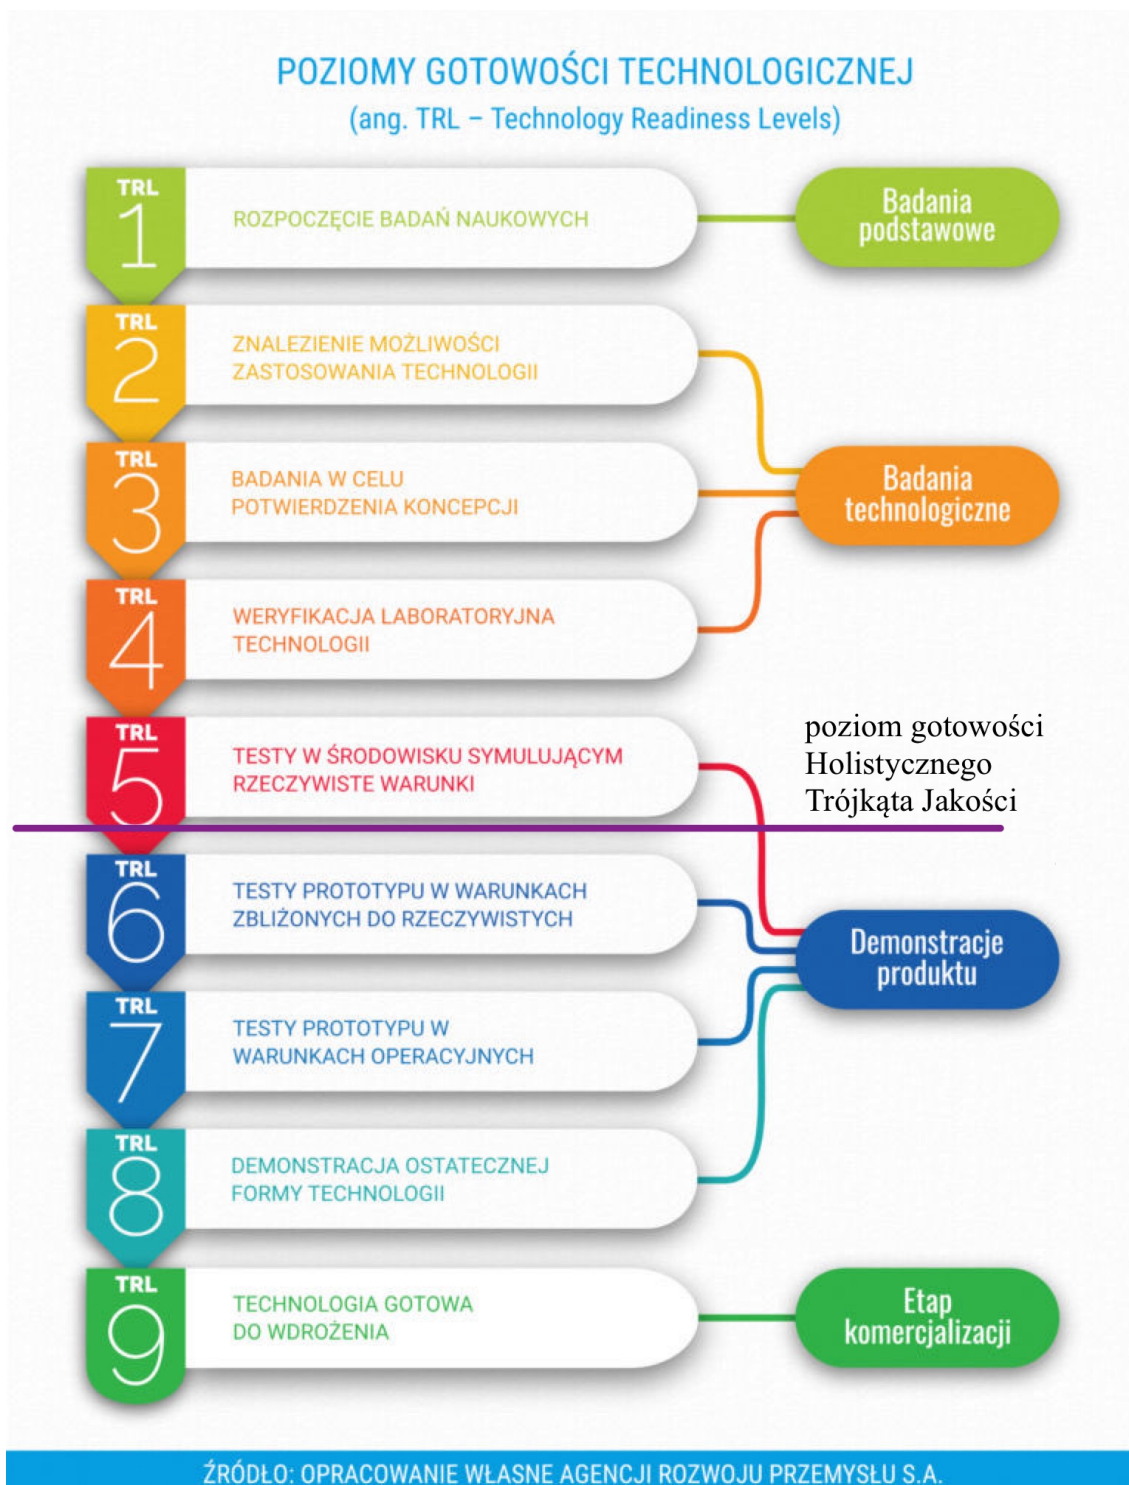 POZIOMY GOTOWOŚCI TECHNOLOGICZNEJ
(ang. TRL – Technology Readiness Levels)
TRL
1
ROZPOCZĘCIE BADAŃ NAUKOWYCH
Badania
podstawowe
TRL
2
ZNALEZIENIE MOŻLIWOŚCI
ZASTOSOWANIA TECHNOLOGII
TRL
3
BADANIA W CELU
POTWIERDZENIA KONCEPCJI
Badania
technologiczne
TRL
4
WERYFIKACJA LABORATORYJNA
TECHNOLOGII
TRL
5
TESTY W ŚRODOWISKU SYMULUJĄCYM
RZECZYWISTE WARUNKI
poziom gotowości
Holistycznego
Trójkąta Jakości
TRL
6
TESTY PROTOTYPU W WARUNKACH
ZBLIŻONYCH DO RZECZYWISTYCH
Demonstracje
produktu
TRL
7
TESTY PROTOTYPU W
WARUNKACH OPERACYJNYCH
TRL
8
DEMONSTRACJA OSTATECZNEJ
FORMY TECHNOLOGII
TRL
9
TECHNOLOGIA GOTOWA
DO WDROŻENIA
Etap
komercjalizacji
ŹRÓDŁO: OPRACOWANIE WŁASNE AGENCJI ROZWOJU PRZEMYSŁU S.A.